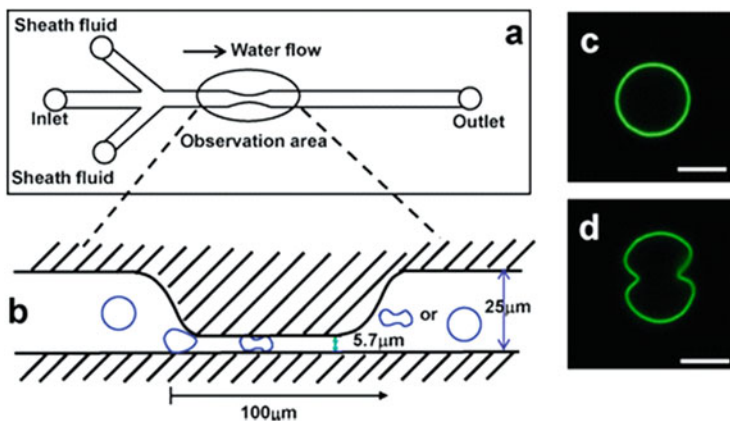 Sheath fluid
a
Water flow
Inlet
Outlet
Observation area
Sheath fluid
b
or
25μm
5.7μm
100μm
c
d